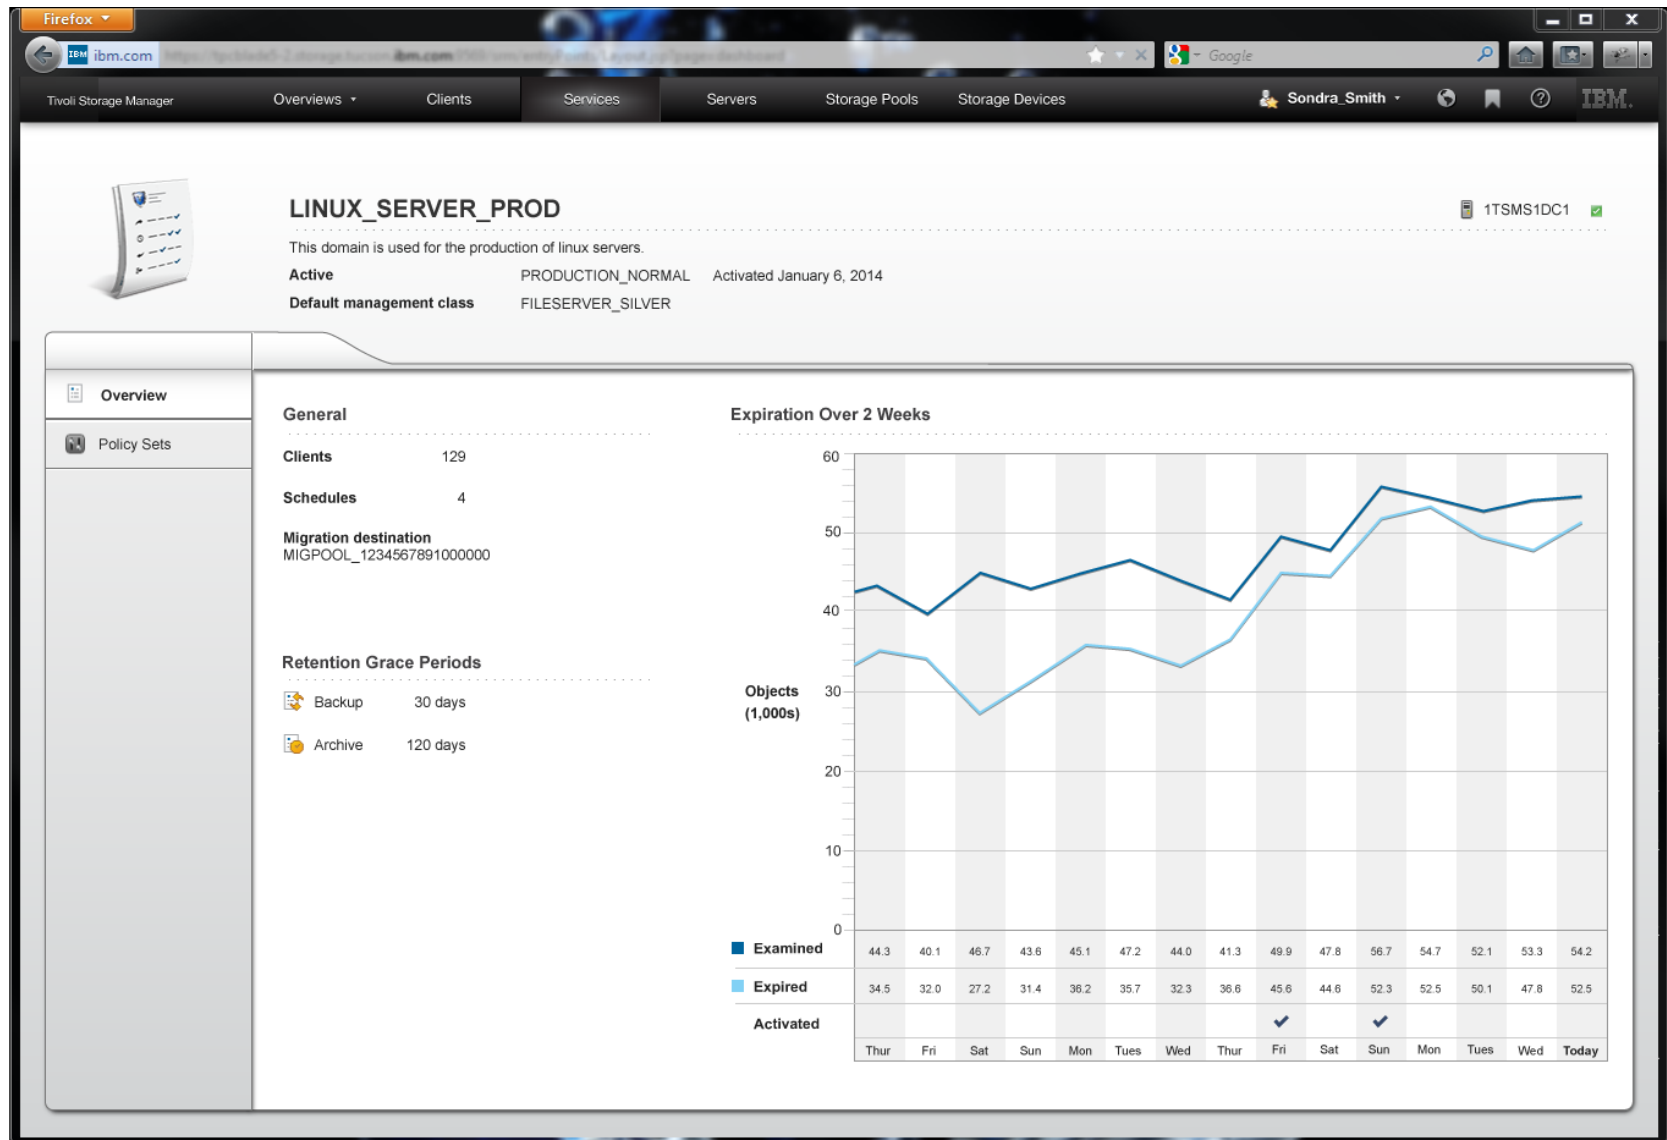 Firefox
IBM ibm.com
ibm.com
Google
Tivoli Storage Manager Overviews Clients Services Servers Storage Pools Storage Devices Sondra_Smith IBM.
LINUX_SERVER_PROD 1TSMS1DC1
This domain is used for the production of linux servers.
Active PRODUCTION_NORMAL Activated January 6, 2014
Default management class FILESERVER_SILVER
Overview
Policy Sets
General
Clients 129
Schedules 4
Migration destination
MIGPOOL_1234567891000000
Retention Grace Periods
Backup 30 days
Archive 120 days
Expiration Over 2 Weeks
60
50
40
Objects 30
(1,000s)
20
10
0
Examined 44.3 40.1 46.7 43.6 45.1 47.2 44.0 41.3 49.9 47.8 56.7 54.7 52.1 53.3 54.2
Expired 34.5 32.0 27.2 31.4 36.2 35.7 32.3 36.6 45.6 44.6 52.3 52.5 50.1 47.8 52.5
Activated
Thur Fri Sat Sun Mon Tues Wed Thur Fri Sat Sun Mon Tues Wed Today